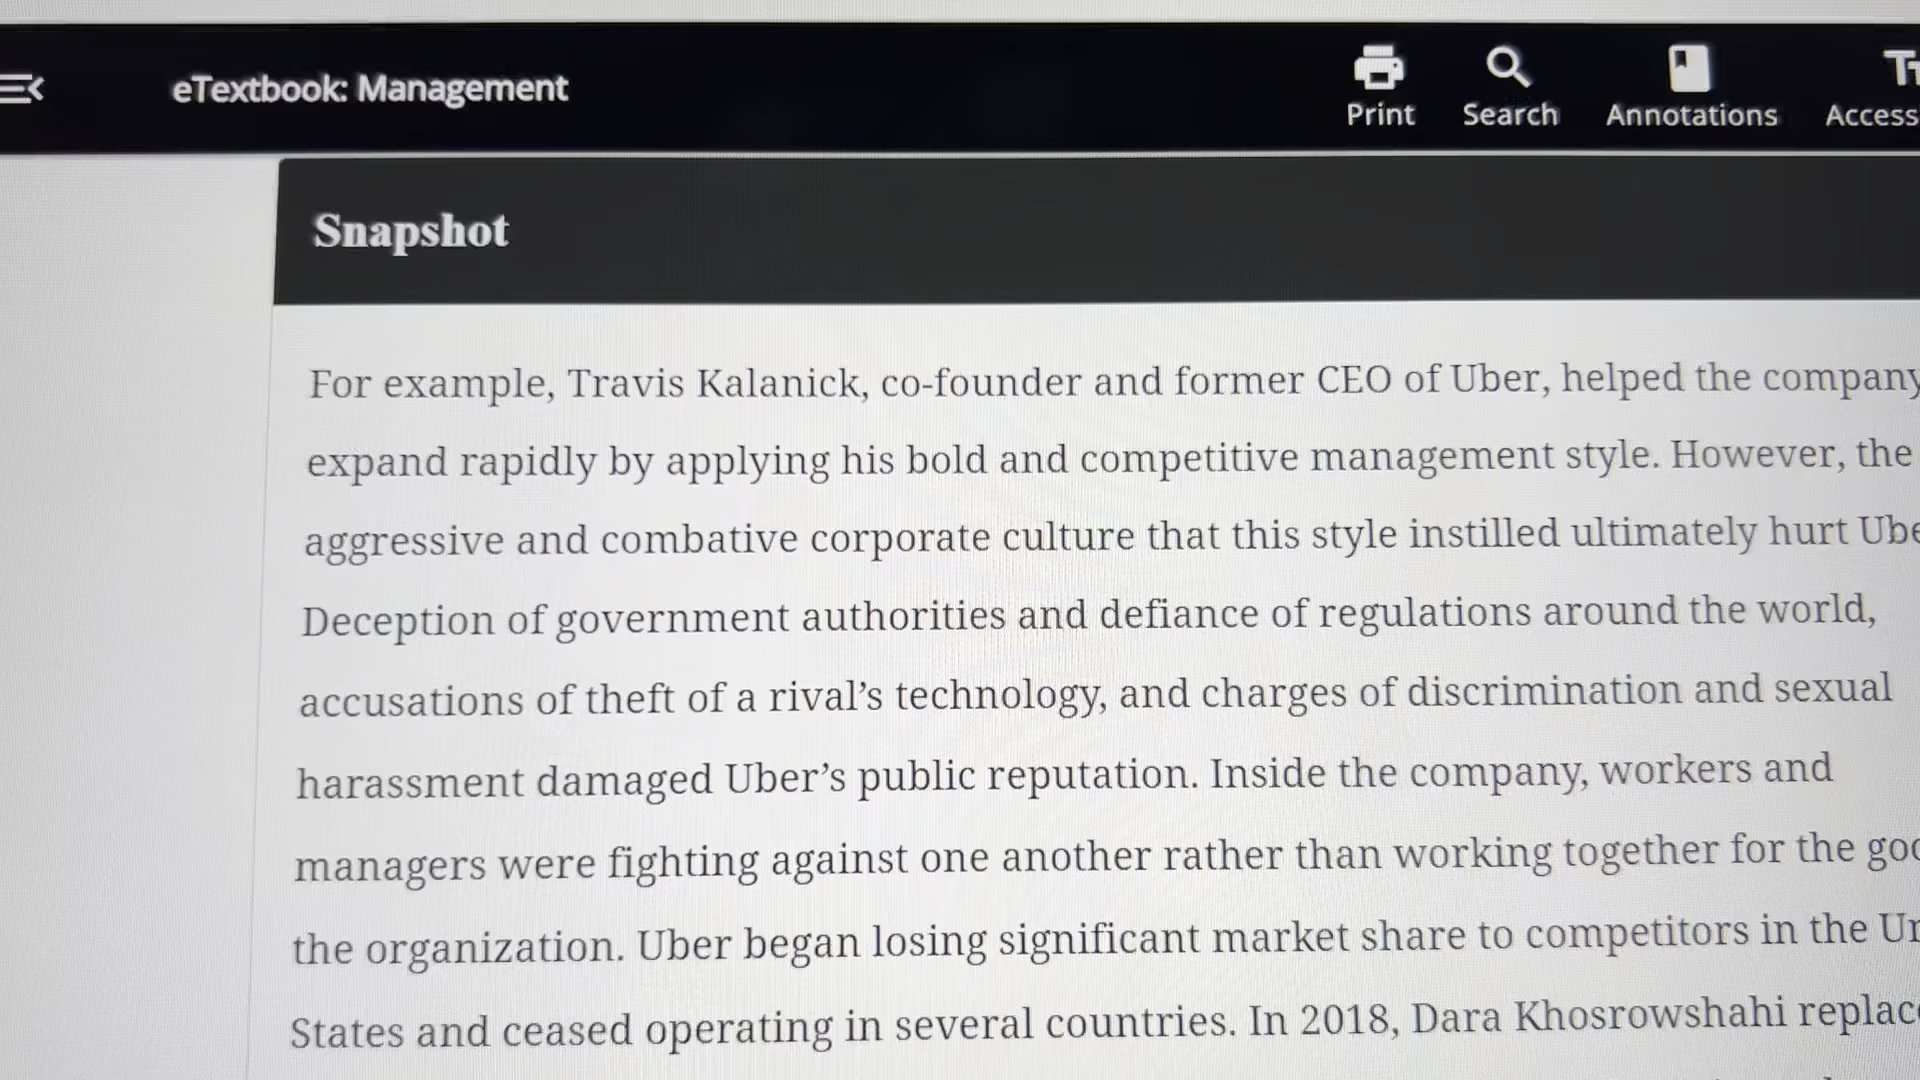 eTextbook: Management
Print Search Annotations
Snapshot
For example, Travis Kalanick, co-founder and former CEO of Uber, helped the company
expand rapidly by applying his bold and competitive management style. However, the
aggressive and combative corporate culture that this style instilled ultimately hurt
Deception of government authorities and defiance of regulations around the world,
accusations of theft of a rival’s technology, and charges of discrimination and sexual
harassment damaged Uber’s public reputation. Inside the company, workers and
managers were fighting against one another rather than working together for the
the organization. Uber began losing significant market share to competitors in the
States and ceased operating in several countries. In 2018, Dara Khosrowshahi